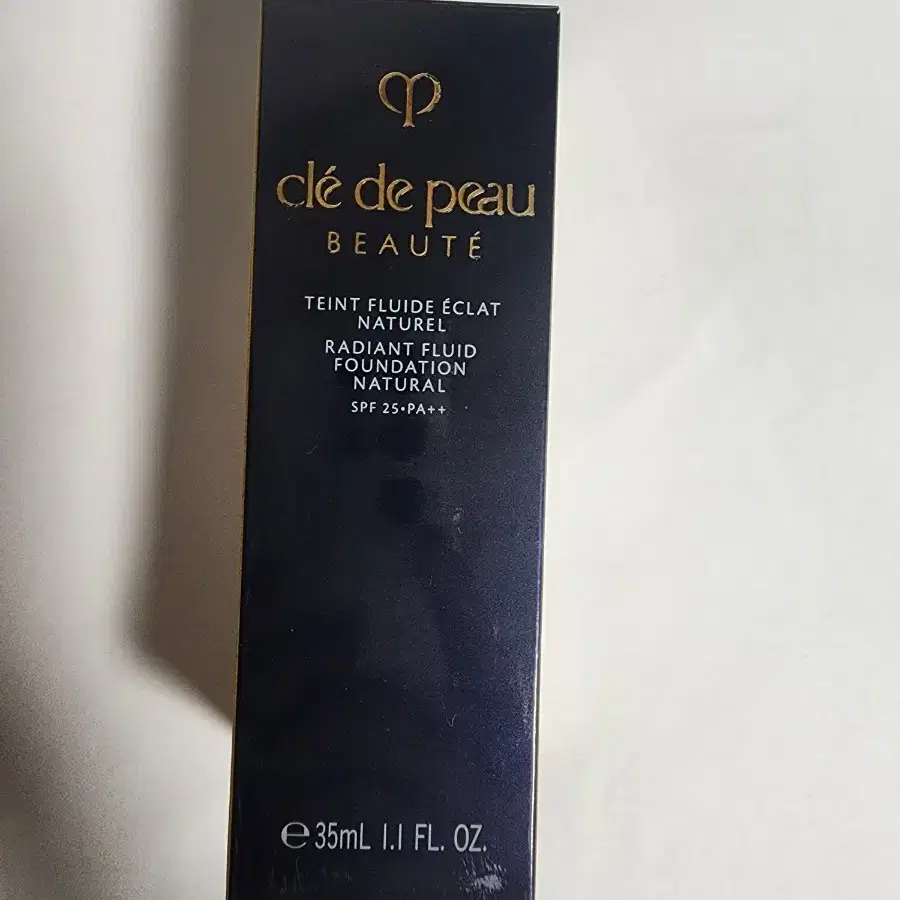 clé de peau
BEAUTÉ
TEINT FLUIDE ÉCLAT
NATUREL
RADIANT FLUID
FOUNDATION
NATURAL
SPF 25•PA++
℮ 35mL 1.1 FL. OZ.